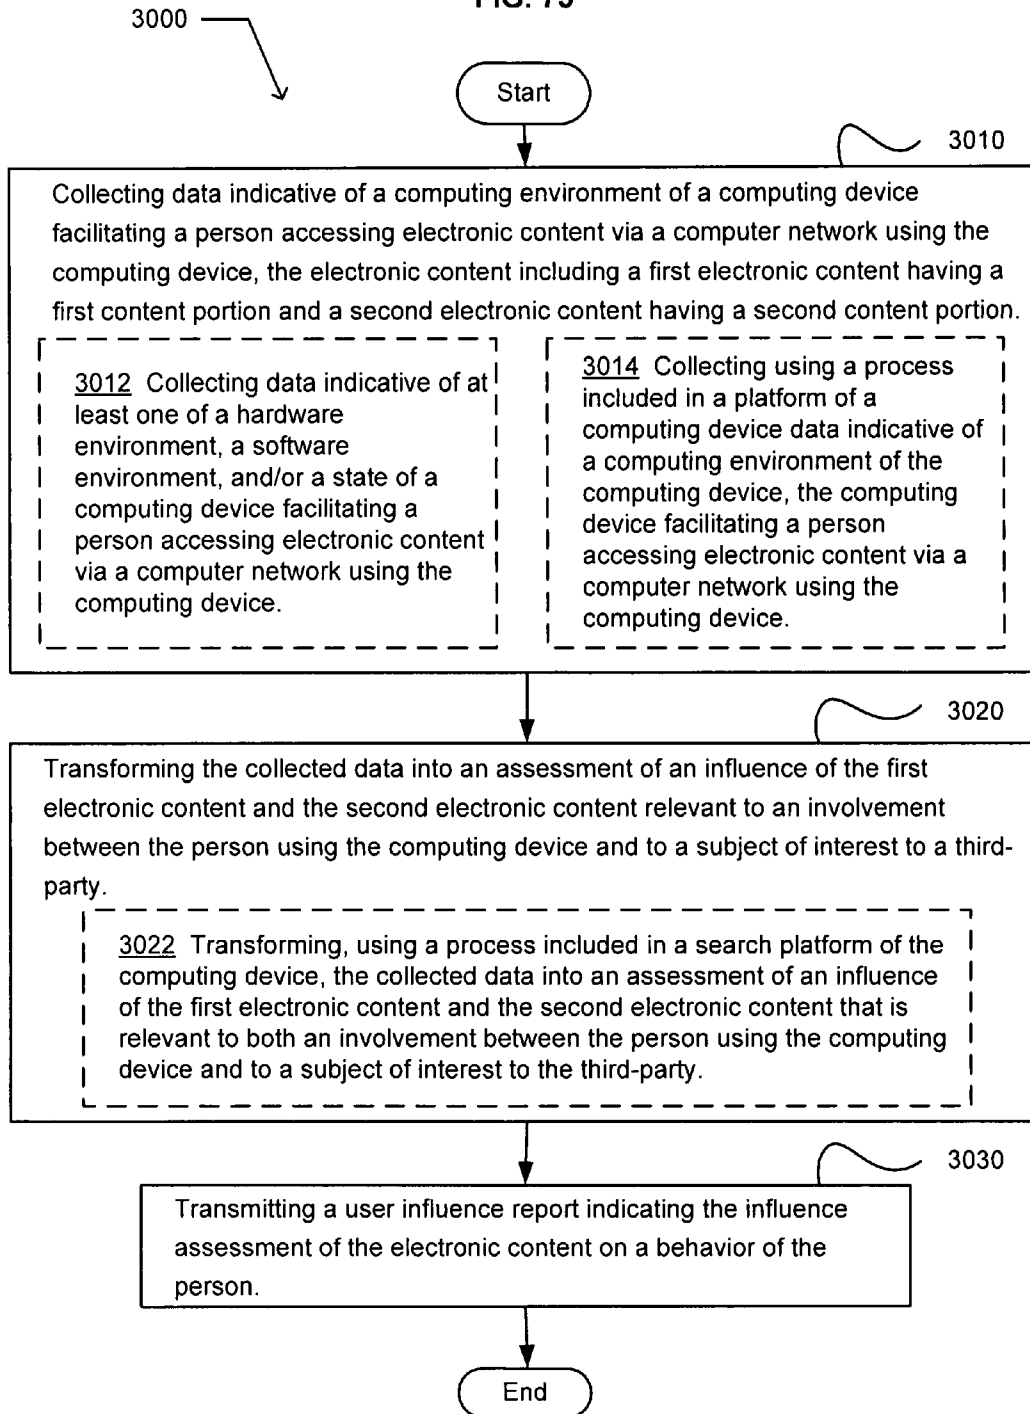 FIG. 75
3000
Start
3010
Collecting data indicative of a computing environment of a computing device
facilitating a person accessing electronic content via a computer network using the
computing device, the electronic content including a first electronic content having a
first content portion and a second electronic content having a second content portion.
3012 Collecting data indicative of at
least one of a hardware
environment, a software
environment, and/or a state of a
computing device facilitating a
person accessing electronic content
via a computer network using the
computing device.
3014 Collecting using a process
included in a platform of a
computing device data indicative of
a computing environment of the
computing device, the computing
device facilitating a person
accessing electronic content via a
computer network using the
computing device.
3020
Transforming the collected data into an assessment of an influence of the first
electronic content and the second electronic content relevant to an involvement
between the person using the computing device and to a subject of interest to a third-
party.
3022 Transforming, using a process included in a search platform of the
computing device, the collected data into an assessment of an influence
of the first electronic content and the second electronic content that is
relevant to both an involvement between the person using the computing
device and to a subject of interest to the third-party.
3030
Transmitting a user influence report indicating the influence
assessment of the electronic content on a behavior of the
person.
End